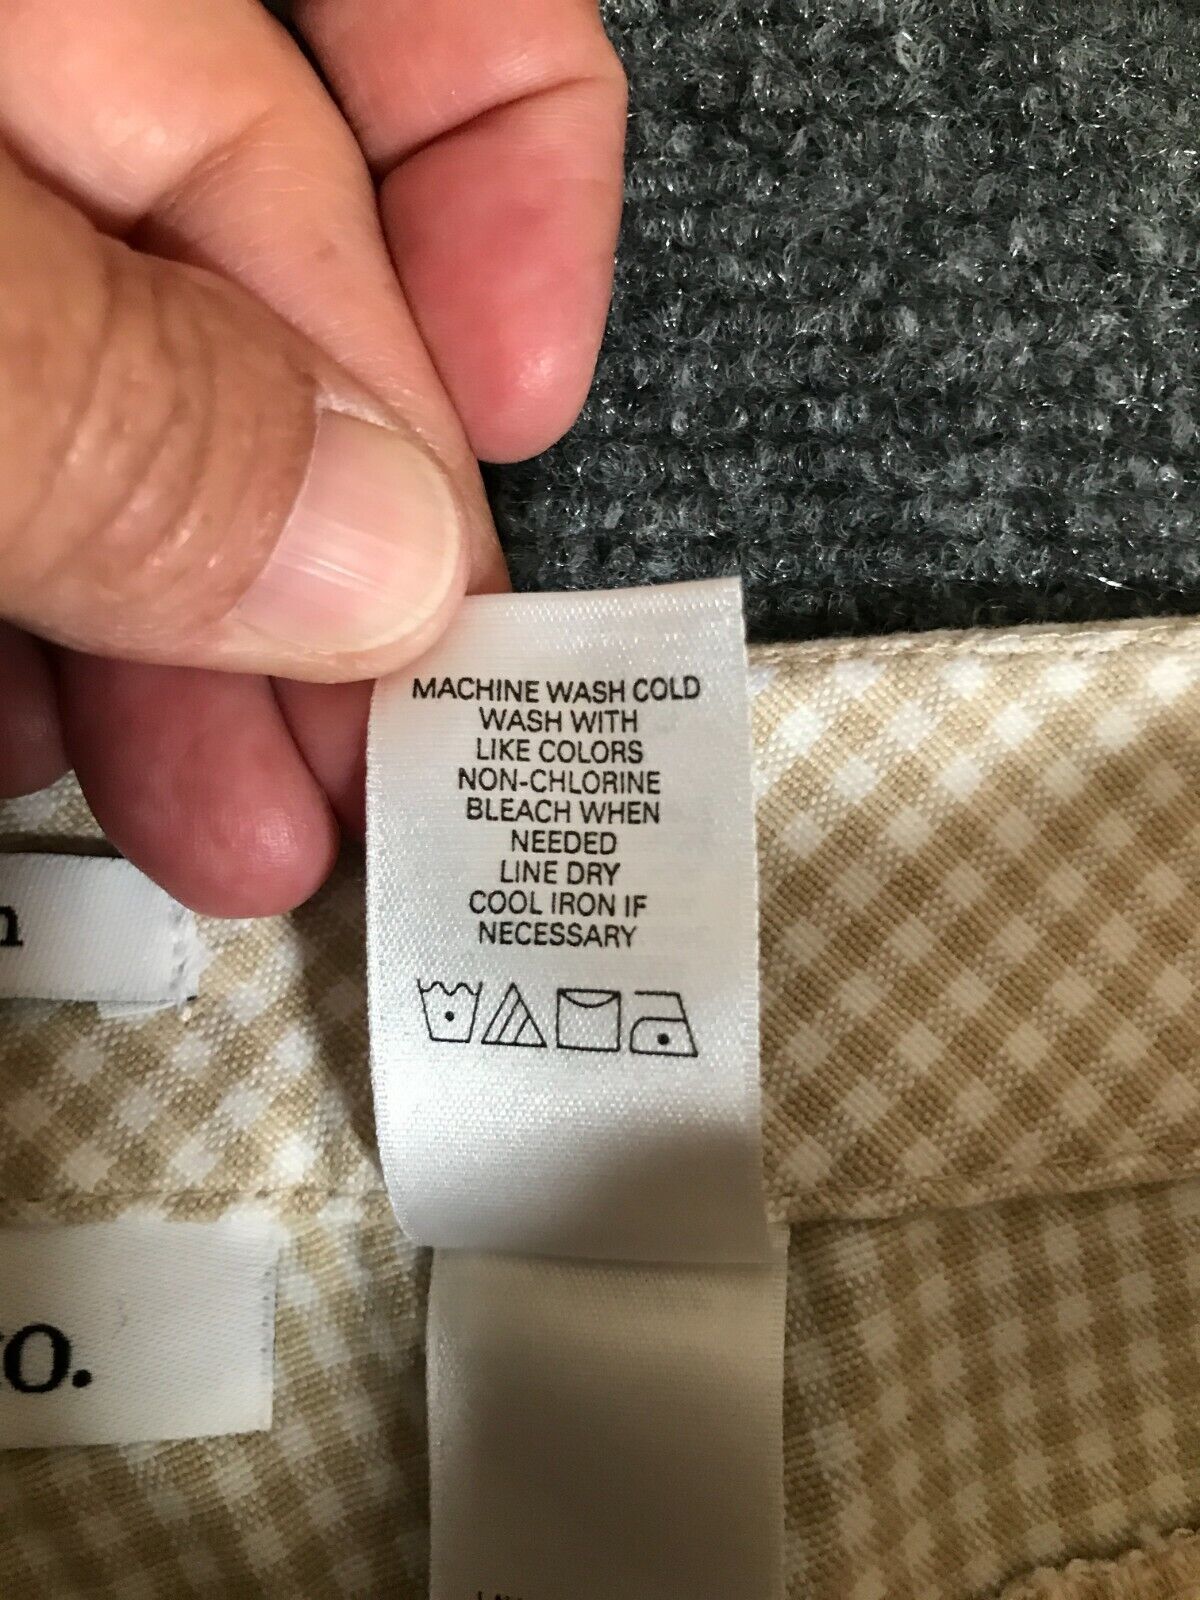 MACHINE WASH COLD
WASH WITH
LIKE COLORS
NON-CHLORINE
BLEACH WHEN
NEEDED
LINE DRY
COOL IRON IF
NECESSARY
n
o.